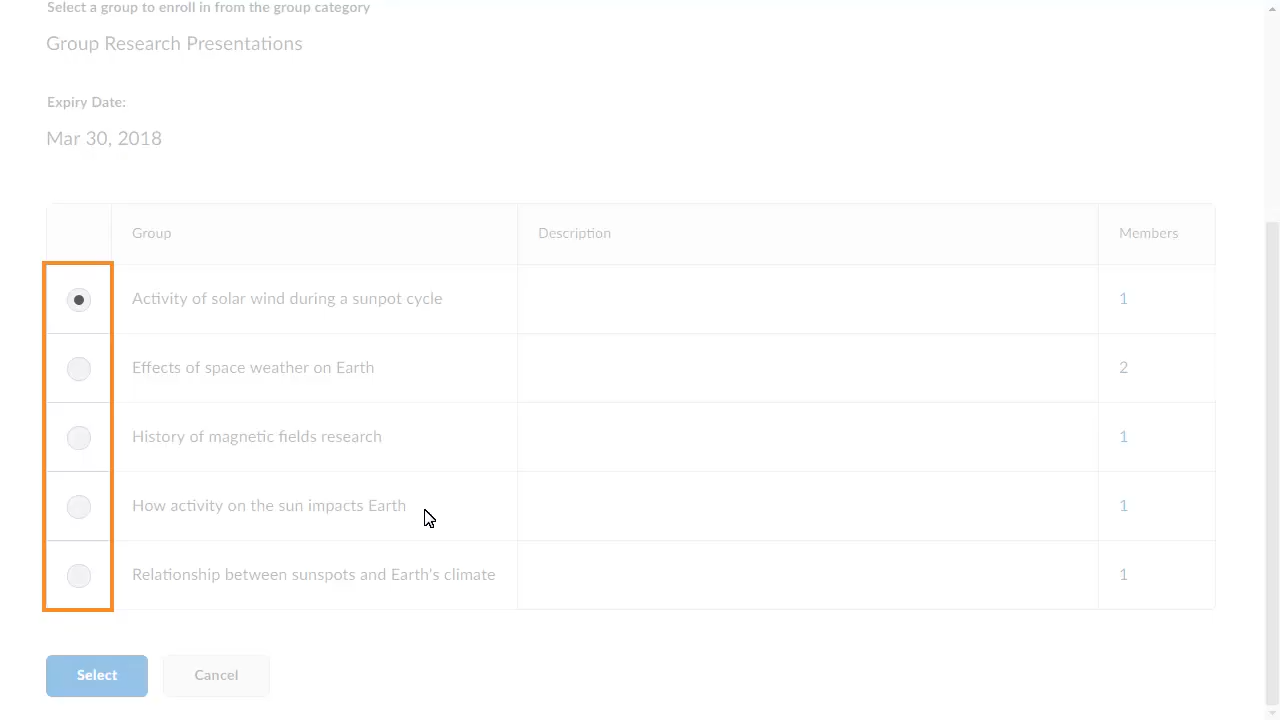 Select a group to enroll in from the group category
Group Research Presentations
Expiry Date:
Mar 30, 2018
Group Description Members
Activity of solar wind during a sunpot cycle 1
Effects of space weather on Earth 2
History of magnetic fields research 1
How activity on the sun impacts Earth 1
Relationship between sunspots and Earth's climate 1
Select Cancel